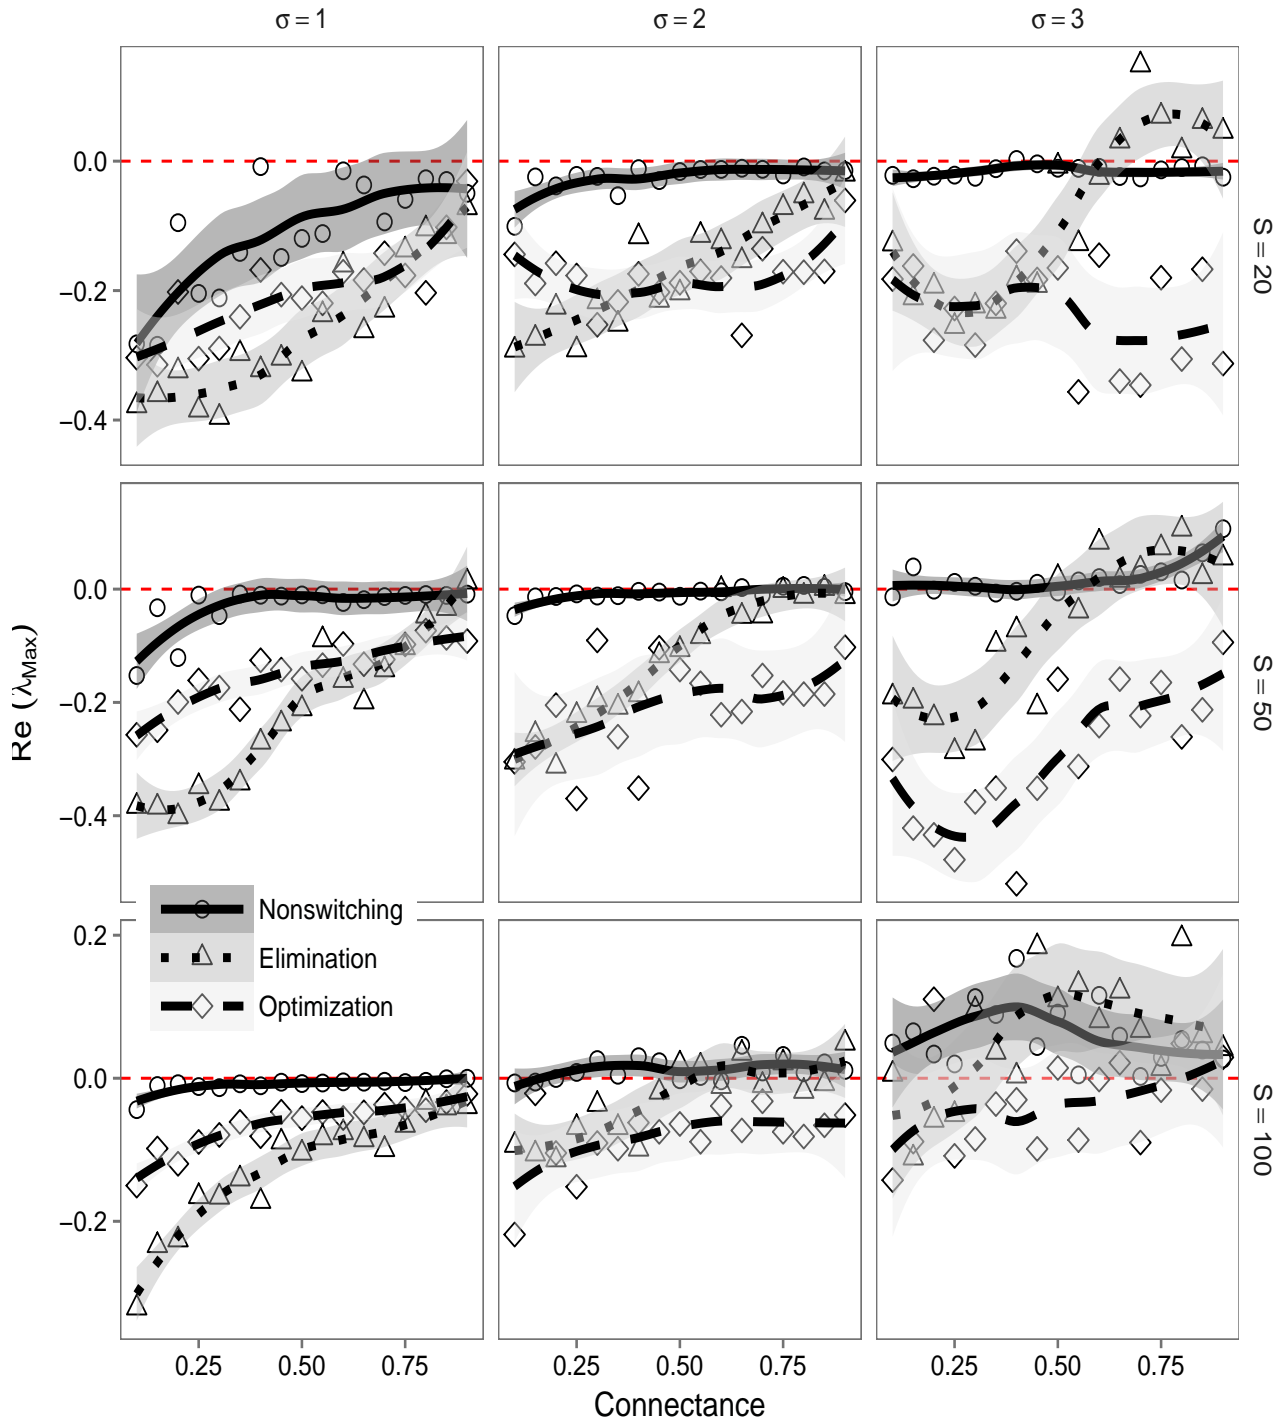 σ = 1
σ = 2
σ = 3
0.0
−0.2
−0.4
S = 20
0.0
−0.2
−0.4
S = 50
Re (λMax)
Nonswitching
Elimination
Optimization
0.2
0.0
−0.2
S = 100
0.25 0.50 0.75 0.25 0.50 0.75 0.25 0.50 0.75
Connectance